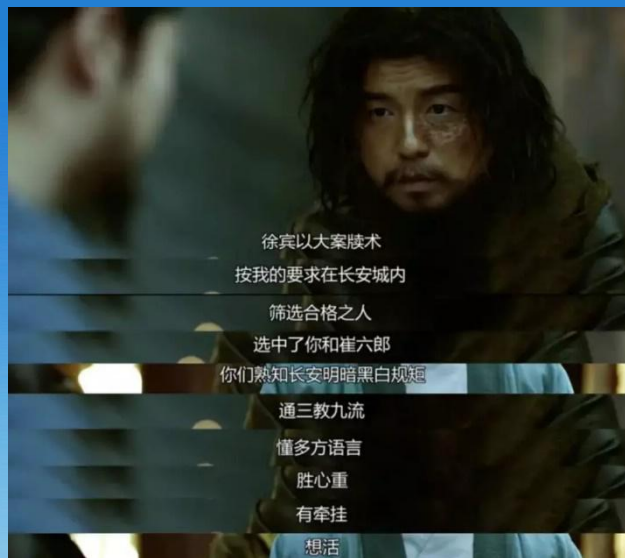 徐宾以大案牍术
按我的要求在长安城内
筛选合格之人
选中了你和崔六郎
你们熟知长安明暗黑白规矩
通三教九流
懂多方语言
胜心重
有牵挂
想活